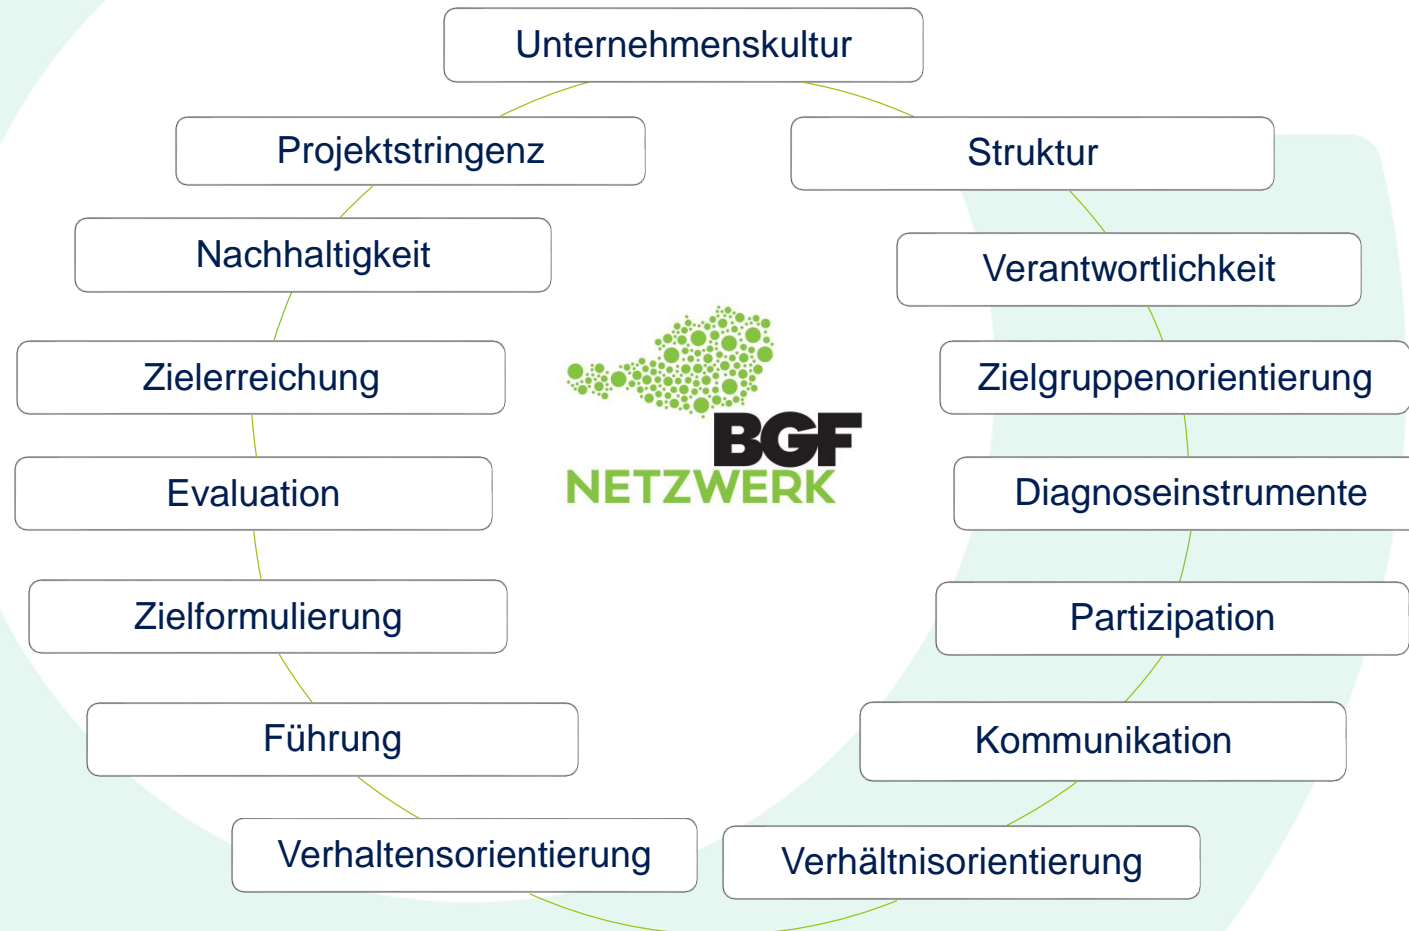 Unternehmenskultur
Projektstringenz
Struktur
Nachhaltigkeit
Verantwortlichkeit
Zielerreichung
Zielgruppenorientierung
BGF
NETZWERK
Evaluation
Diagnoseinstrumente
Zielformulierung
Partizipation
Führung
Kommunikation
Verhaltensorientierung
Verhältnisorientierung